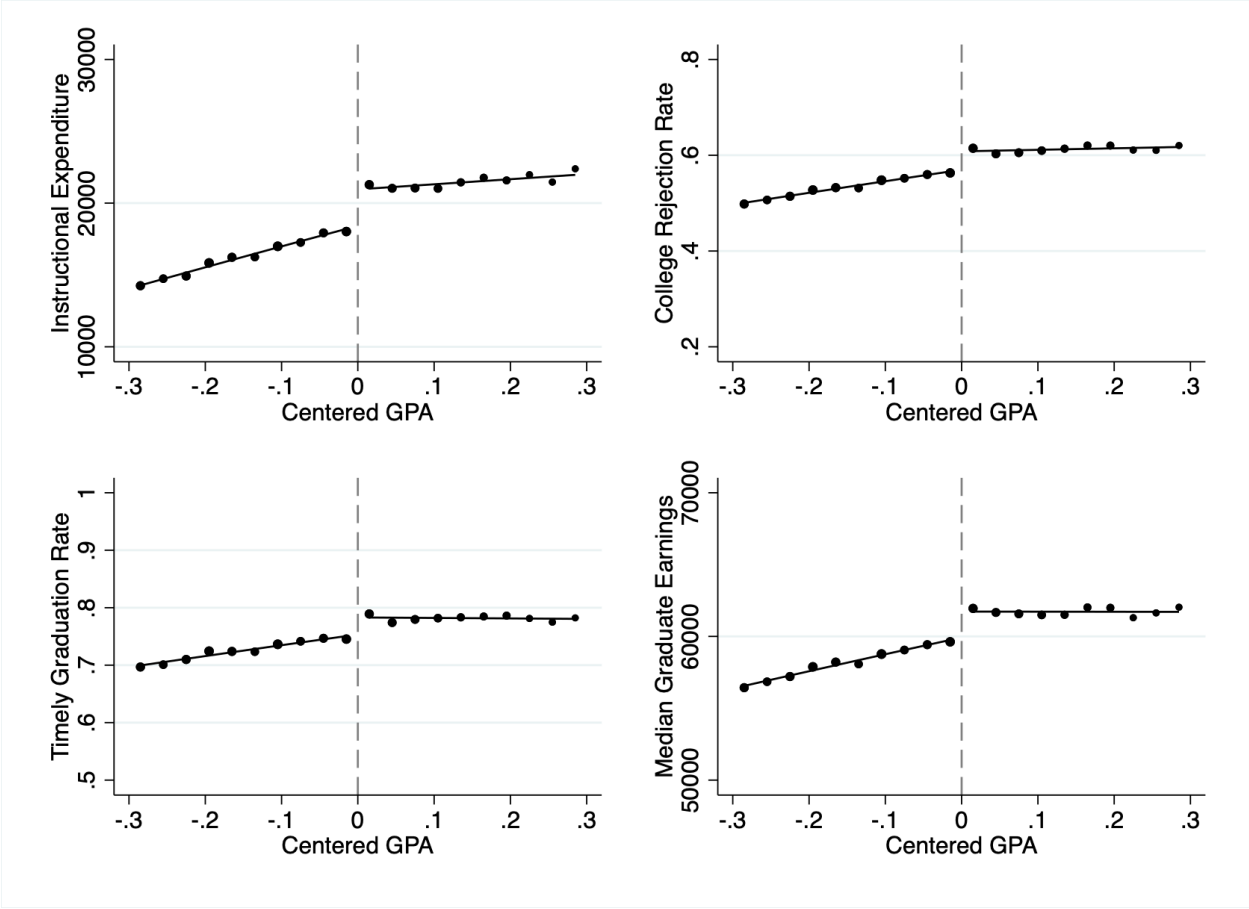 Instructional Expenditure
30000
20000
10000
-.3 -.2 -.1 0 .1 .2 .3
Centered GPA
College Rejection Rate
.8
.6
.4
.2
-.3 -.2 -.1 0 .1 .2 .3
Centered GPA
Timely Graduation Rate
1
.9
.8
.7
.6
.5
-.3 -.2 -.1 0 .1 .2 .3
Centered GPA
Median Graduate Earnings
70000
60000
50000
-.3 -.2 -.1 0 .1 .2 .3
Centered GPA